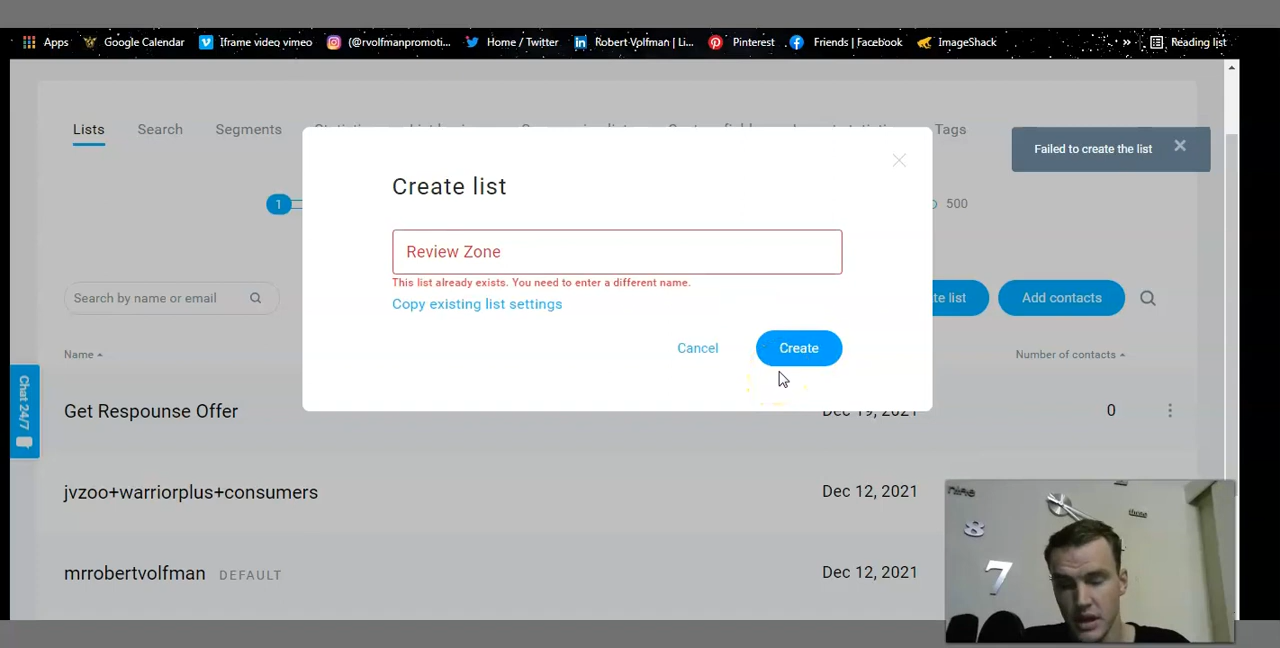 Apps Google Calendar Iframe video vimeo (@rvolfmanpromoti... Home / Twitter Robert Volfman | Li... Pinterest Friends | Facebook ImageShack » Reading list
Lists Search Segments Tags
Failed to create the list
Create list
1
500
Review Zone
This list already exists. You need to enter a different name.
Search by name or email
te list
Add contacts
Copy existing list settings
Cancel
Create
Name
Number of contacts
Chat 24/7
Get Respounse Offer
Dec 19, 2021
0
jvzoo+warriorplus+consumers
Dec 12, 2021
nine
three
8
7
mrrobertvolfman DEFAULT
Dec 12, 2021